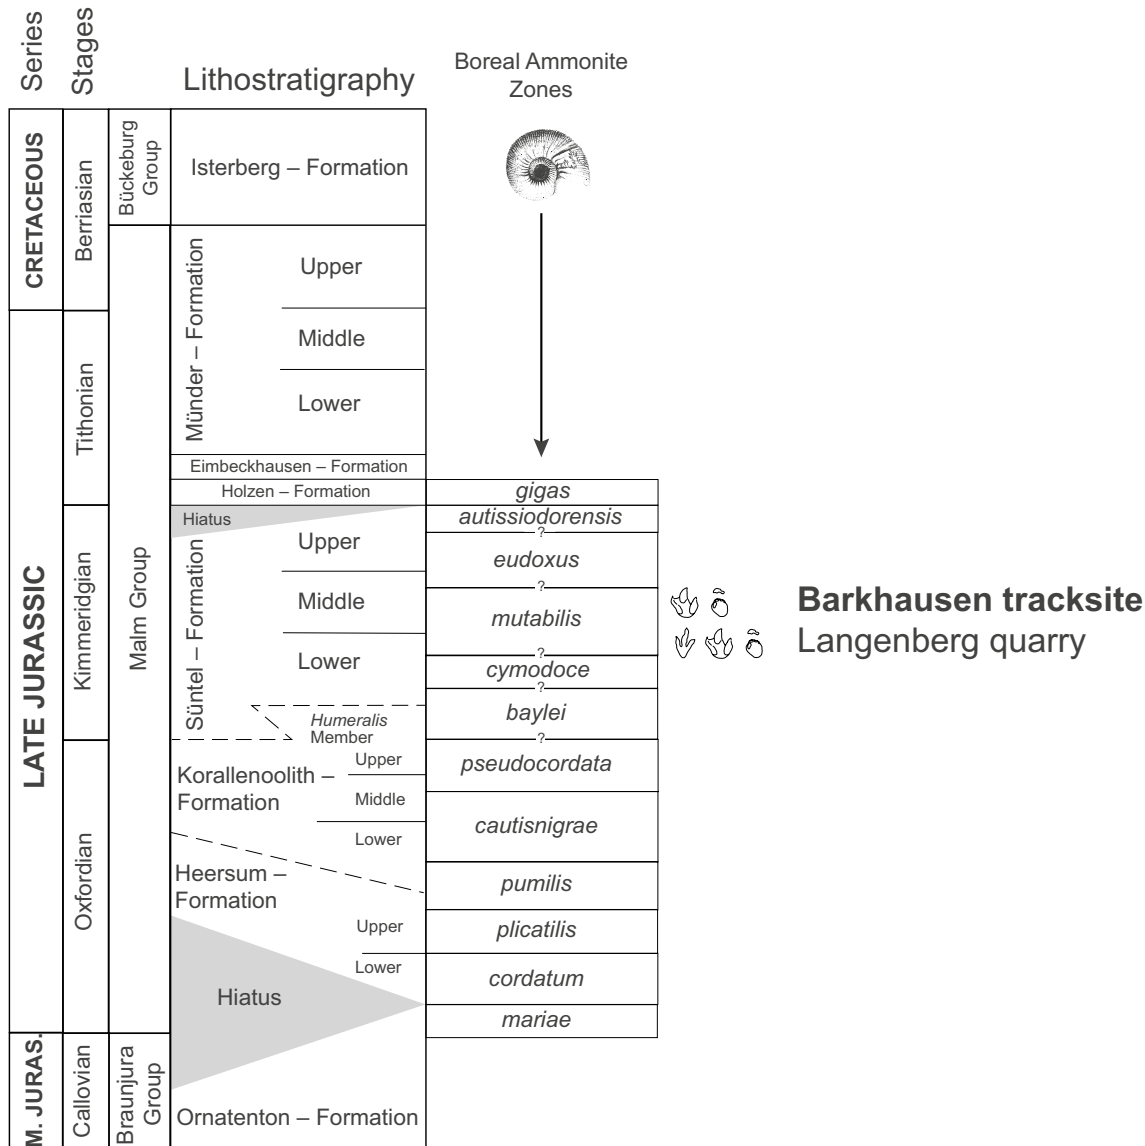 Series
Stages
Lithostratigraphy
Boreal Ammonite
Zones
CRETACEOUS
LATE JURASSIC
M. JURAS.
Berriasian
Tithonian
Kimmeridgian
Oxfordian
Callovian
Bückeburg
Group
Malm Group
Braunjura
Group
Isterberg – Formation
Münder – Formation
Upper
Middle
Lower
Eimbeckhausen – Formation
Holzen – Formation
Hiatus
Süntel – Formation
Upper
Middle
Lower
Humeralis
Member
Korallenoolith –
Formation
Upper
Middle
Lower
Heersum –
Formation
Upper
Lower
Hiatus
Ornatenton – Formation
gigas
autissiodorensis
?
eudoxus
?
mutabilis
?
cymodoce
?
baylei
?
pseudocordata
cautisnigrae
pumilis
plicatilis
cordatum
mariae
Barkhausen tracksite
Langenberg quarry